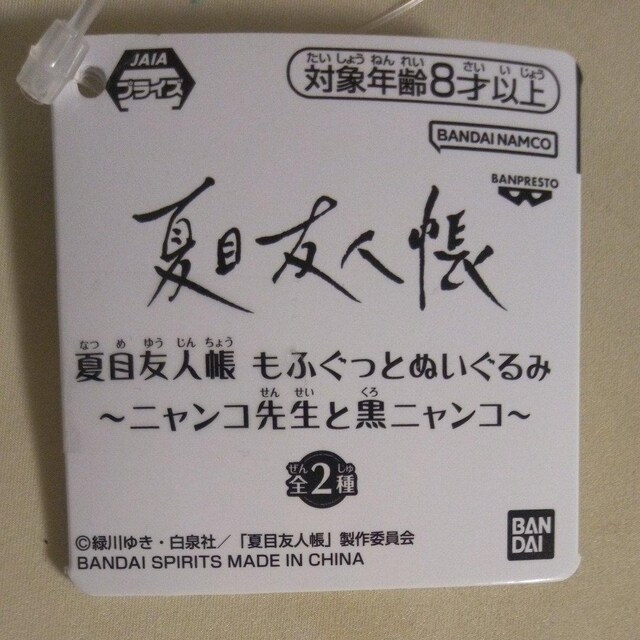 JAIA
プライズ
たいしょうねんれい さいいじょう
対象年齢8才以上
BANDAI NAMCO
BANPRESTO
夏目友人帳
なつめゆうじんちょう
夏目友人帳 もふぐっとぬいぐるみ
せんせい くろ
～ニャンコ先生と黒ニャンコ～
ぜん しゅ
全2種
©緑川ゆき・白泉社／「夏目友人帳」製作委員会
BANDAI SPIRITS MADE IN CHINA
BAN
DAI